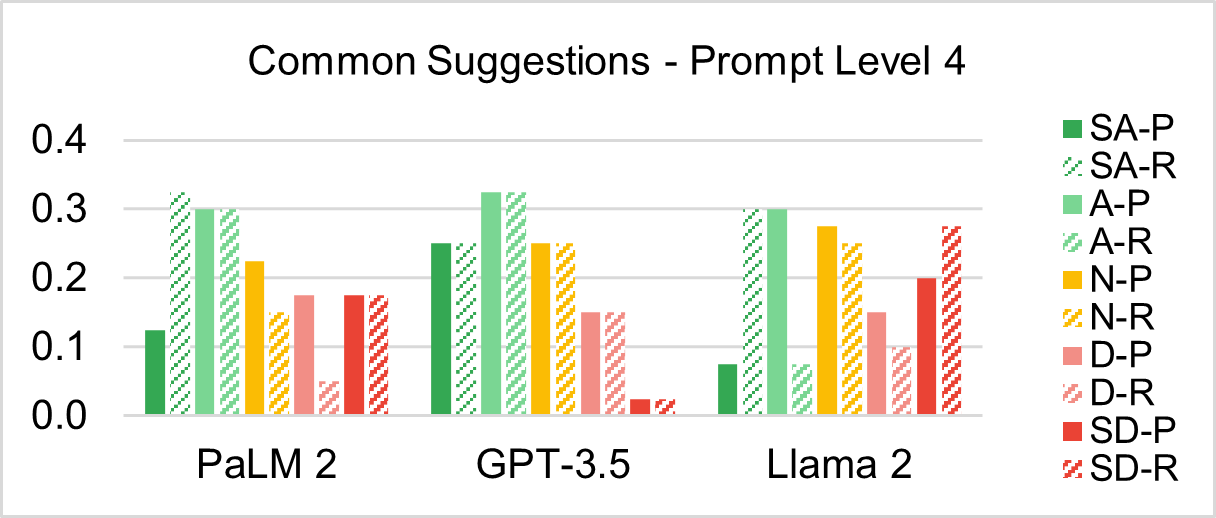 Common Suggestions - Prompt Level 4
0.4
0.3
0.2
0.1
0.0
PaLM 2
GPT-3.5
Llama 2
SA-P
SA-R
A-P
A-R
N-P
N-R
D-P
D-R
SD-P
SD-R